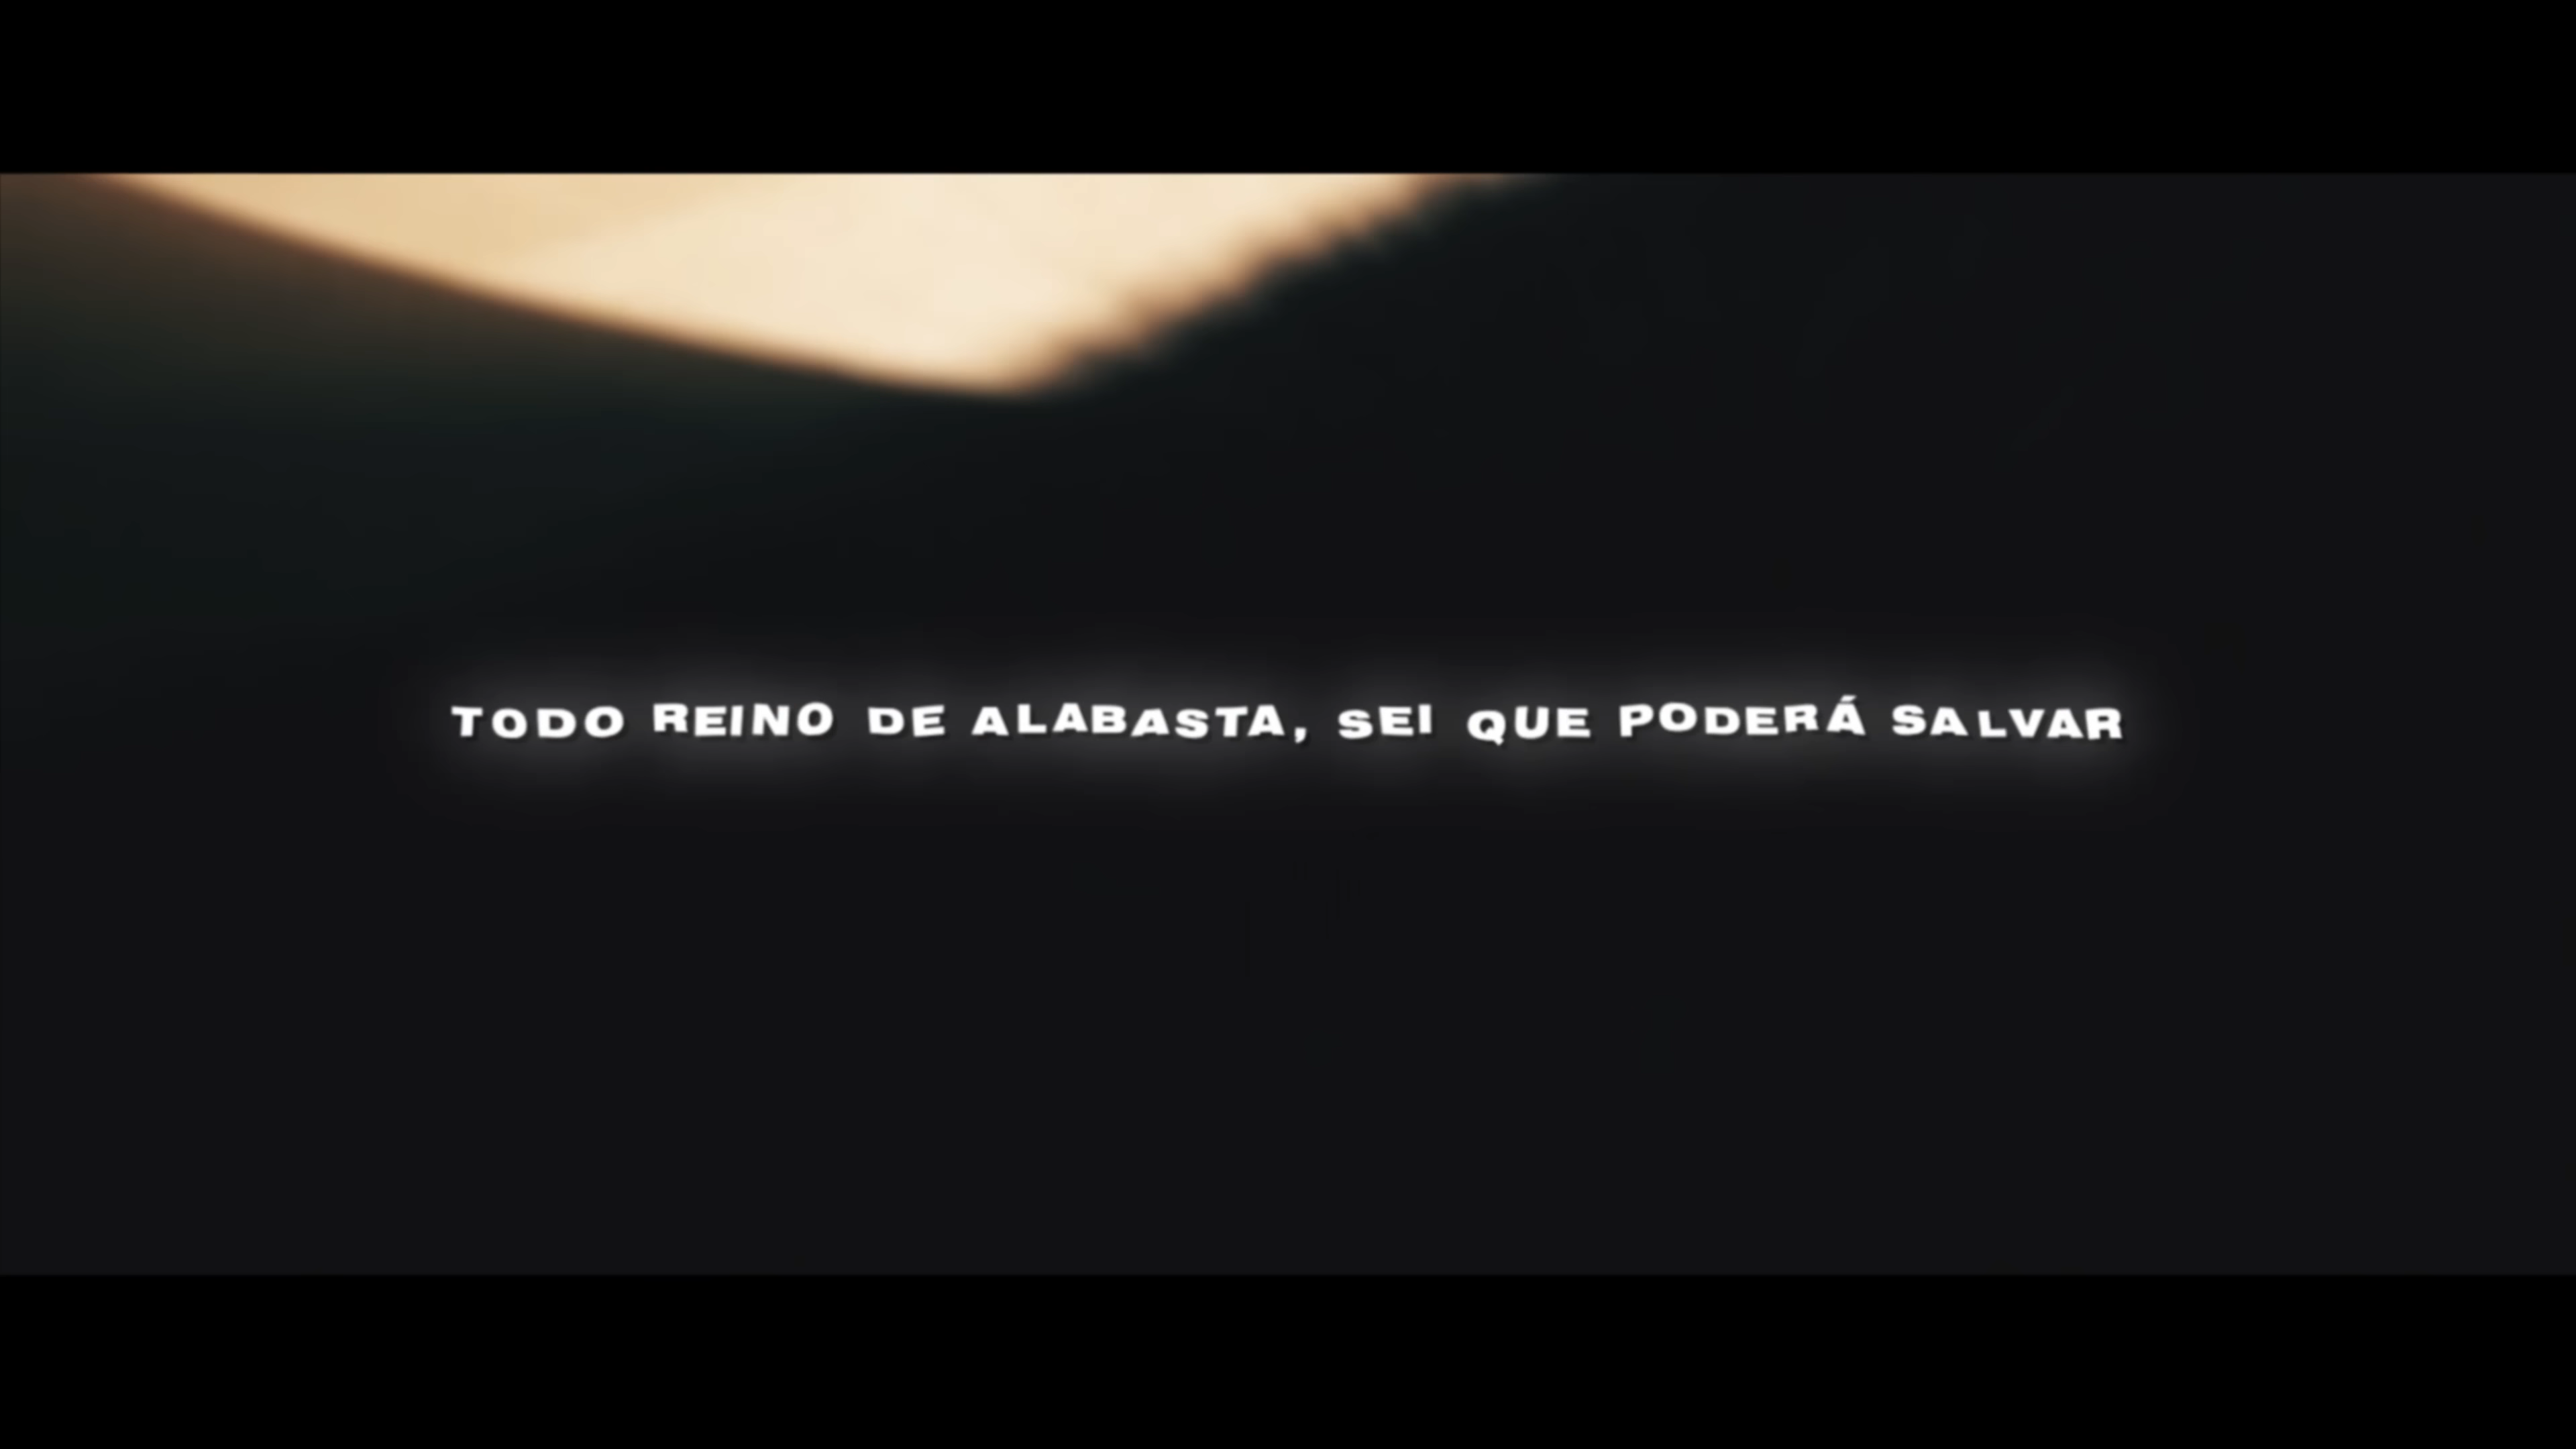 TODO REINO DE ALABASTA, SEI QUE PODERÁ SALVAR